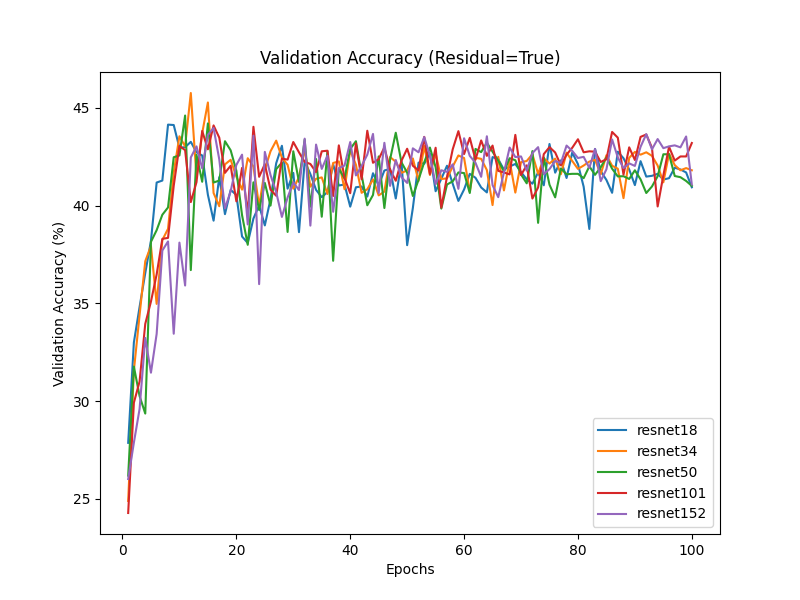 Validation Accuracy (Residual=True)
Validation Accuracy (%)
45
40
35
30
25
0
20
40
60
80
100
Epochs
resnet18
resnet34
resnet50
resnet101
resnet152